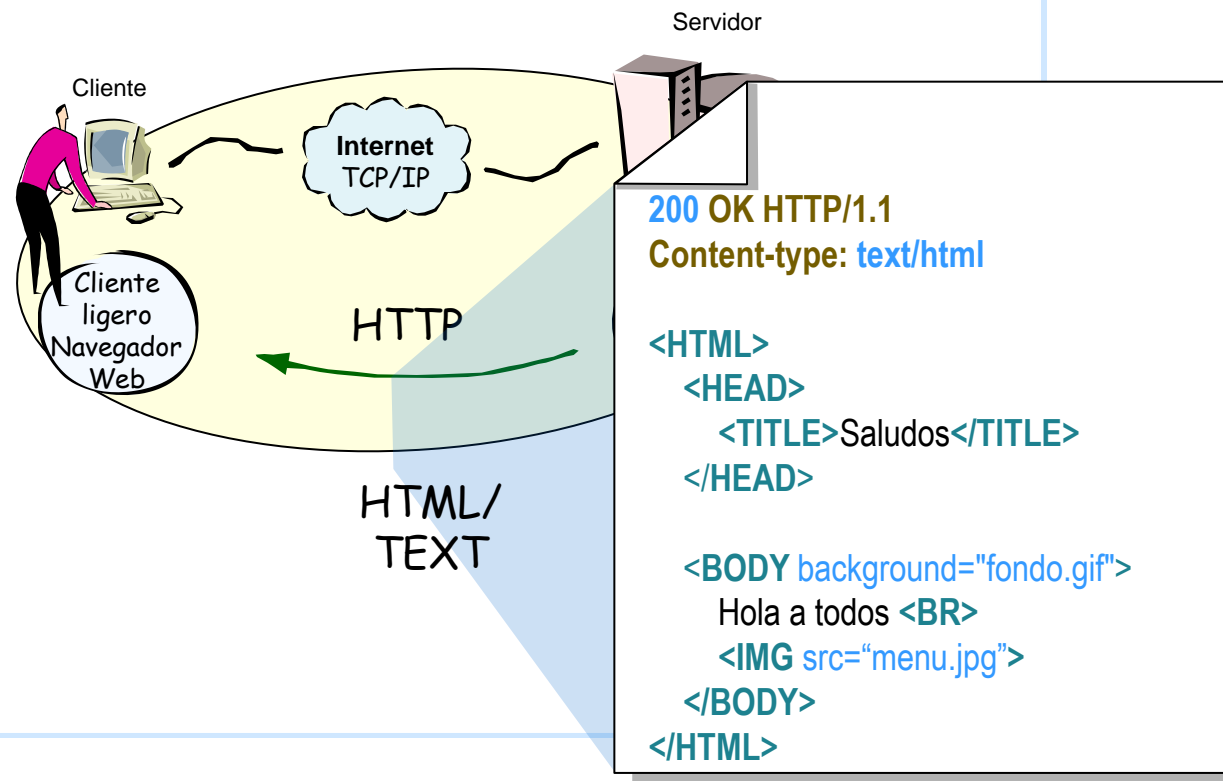 Servidor
Cliente
Internet
TCP/IP
Cliente
ligero
Navegador
Web
HTTP
HTML/
TEXT
200 OK HTTP/1.1
Content-type: text/html
<HTML>
<HEAD>
<TITLE>Saludos</TITLE>
</HEAD>
<BODY background="fondo.gif">
Hola a todos <BR>
<IMG src=“menu.jpg”>
</BODY>
</HTML>